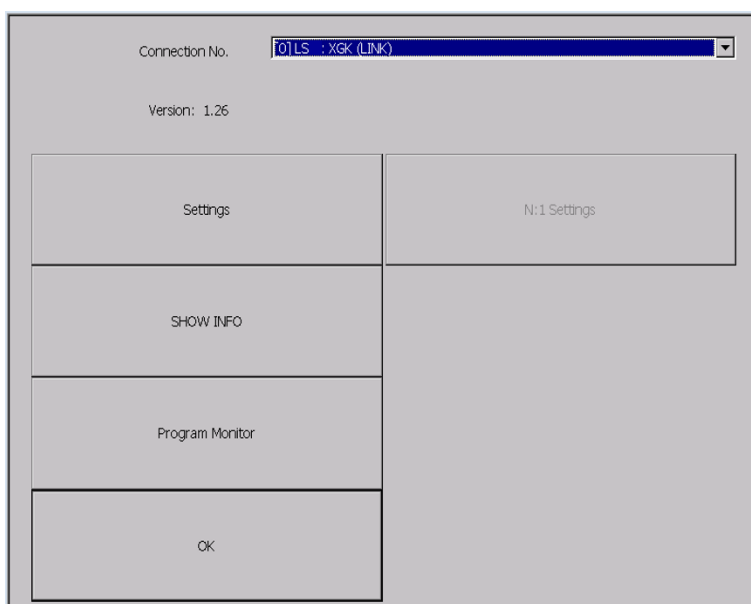 Connection No. [0] LS : XGK (LINK)
Version: 1.26
Settings N:1 Settings
SHOW INFO
Program Monitor
OK